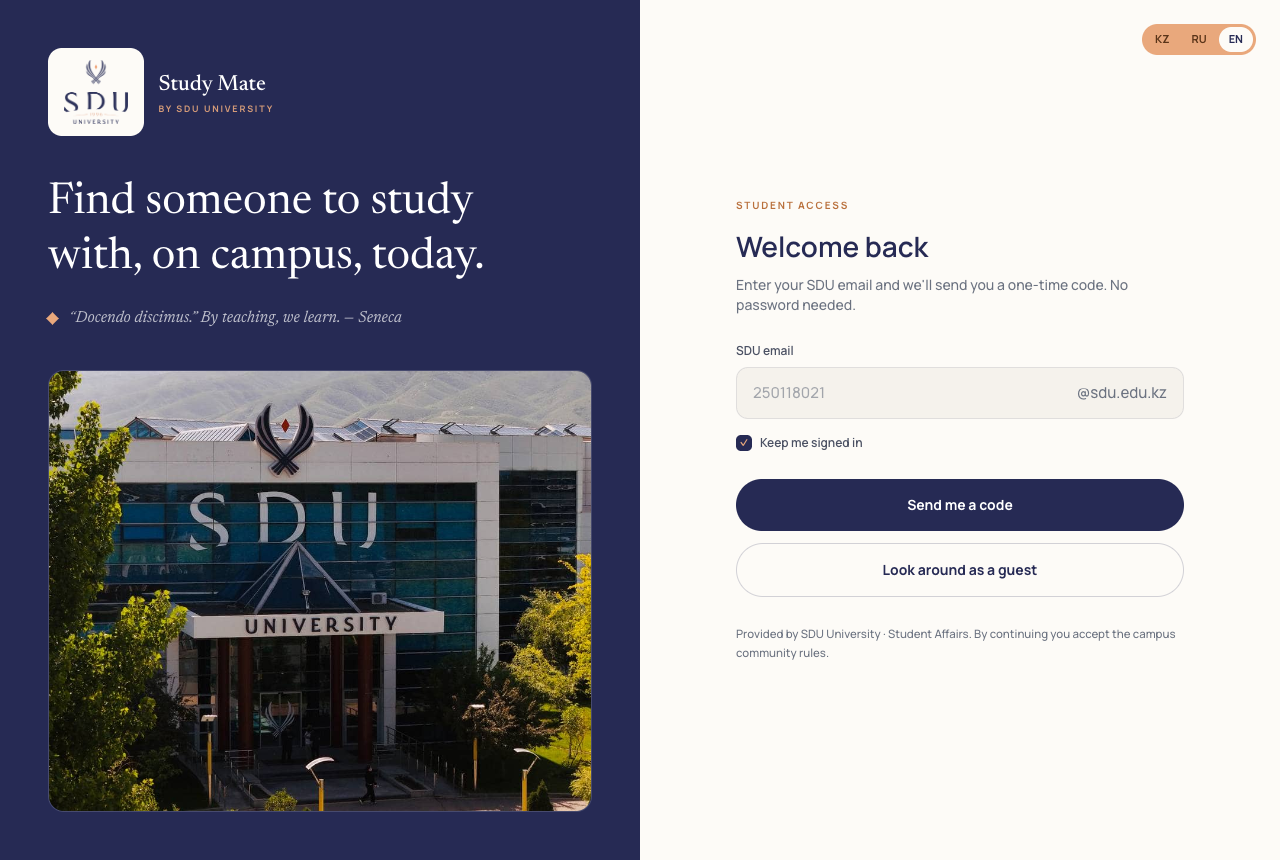 SDU
UNIVERSITY
Study Mate
BY SDU UNIVERSITY
Find someone to study
with, on campus, today.
“Docendo discimus.” By teaching, we learn. — Seneca
SDU
UNIVERSITY
KZ RU EN
STUDENT ACCESS
Welcome back
Enter your SDU email and we'll send you a one-time code. No
password needed.
SDU email
250118021 @sdu.edu.kz
Keep me signed in
Send me a code
Look around as a guest
Provided by SDU University · Student Affairs. By continuing you accept the campus
community rules.